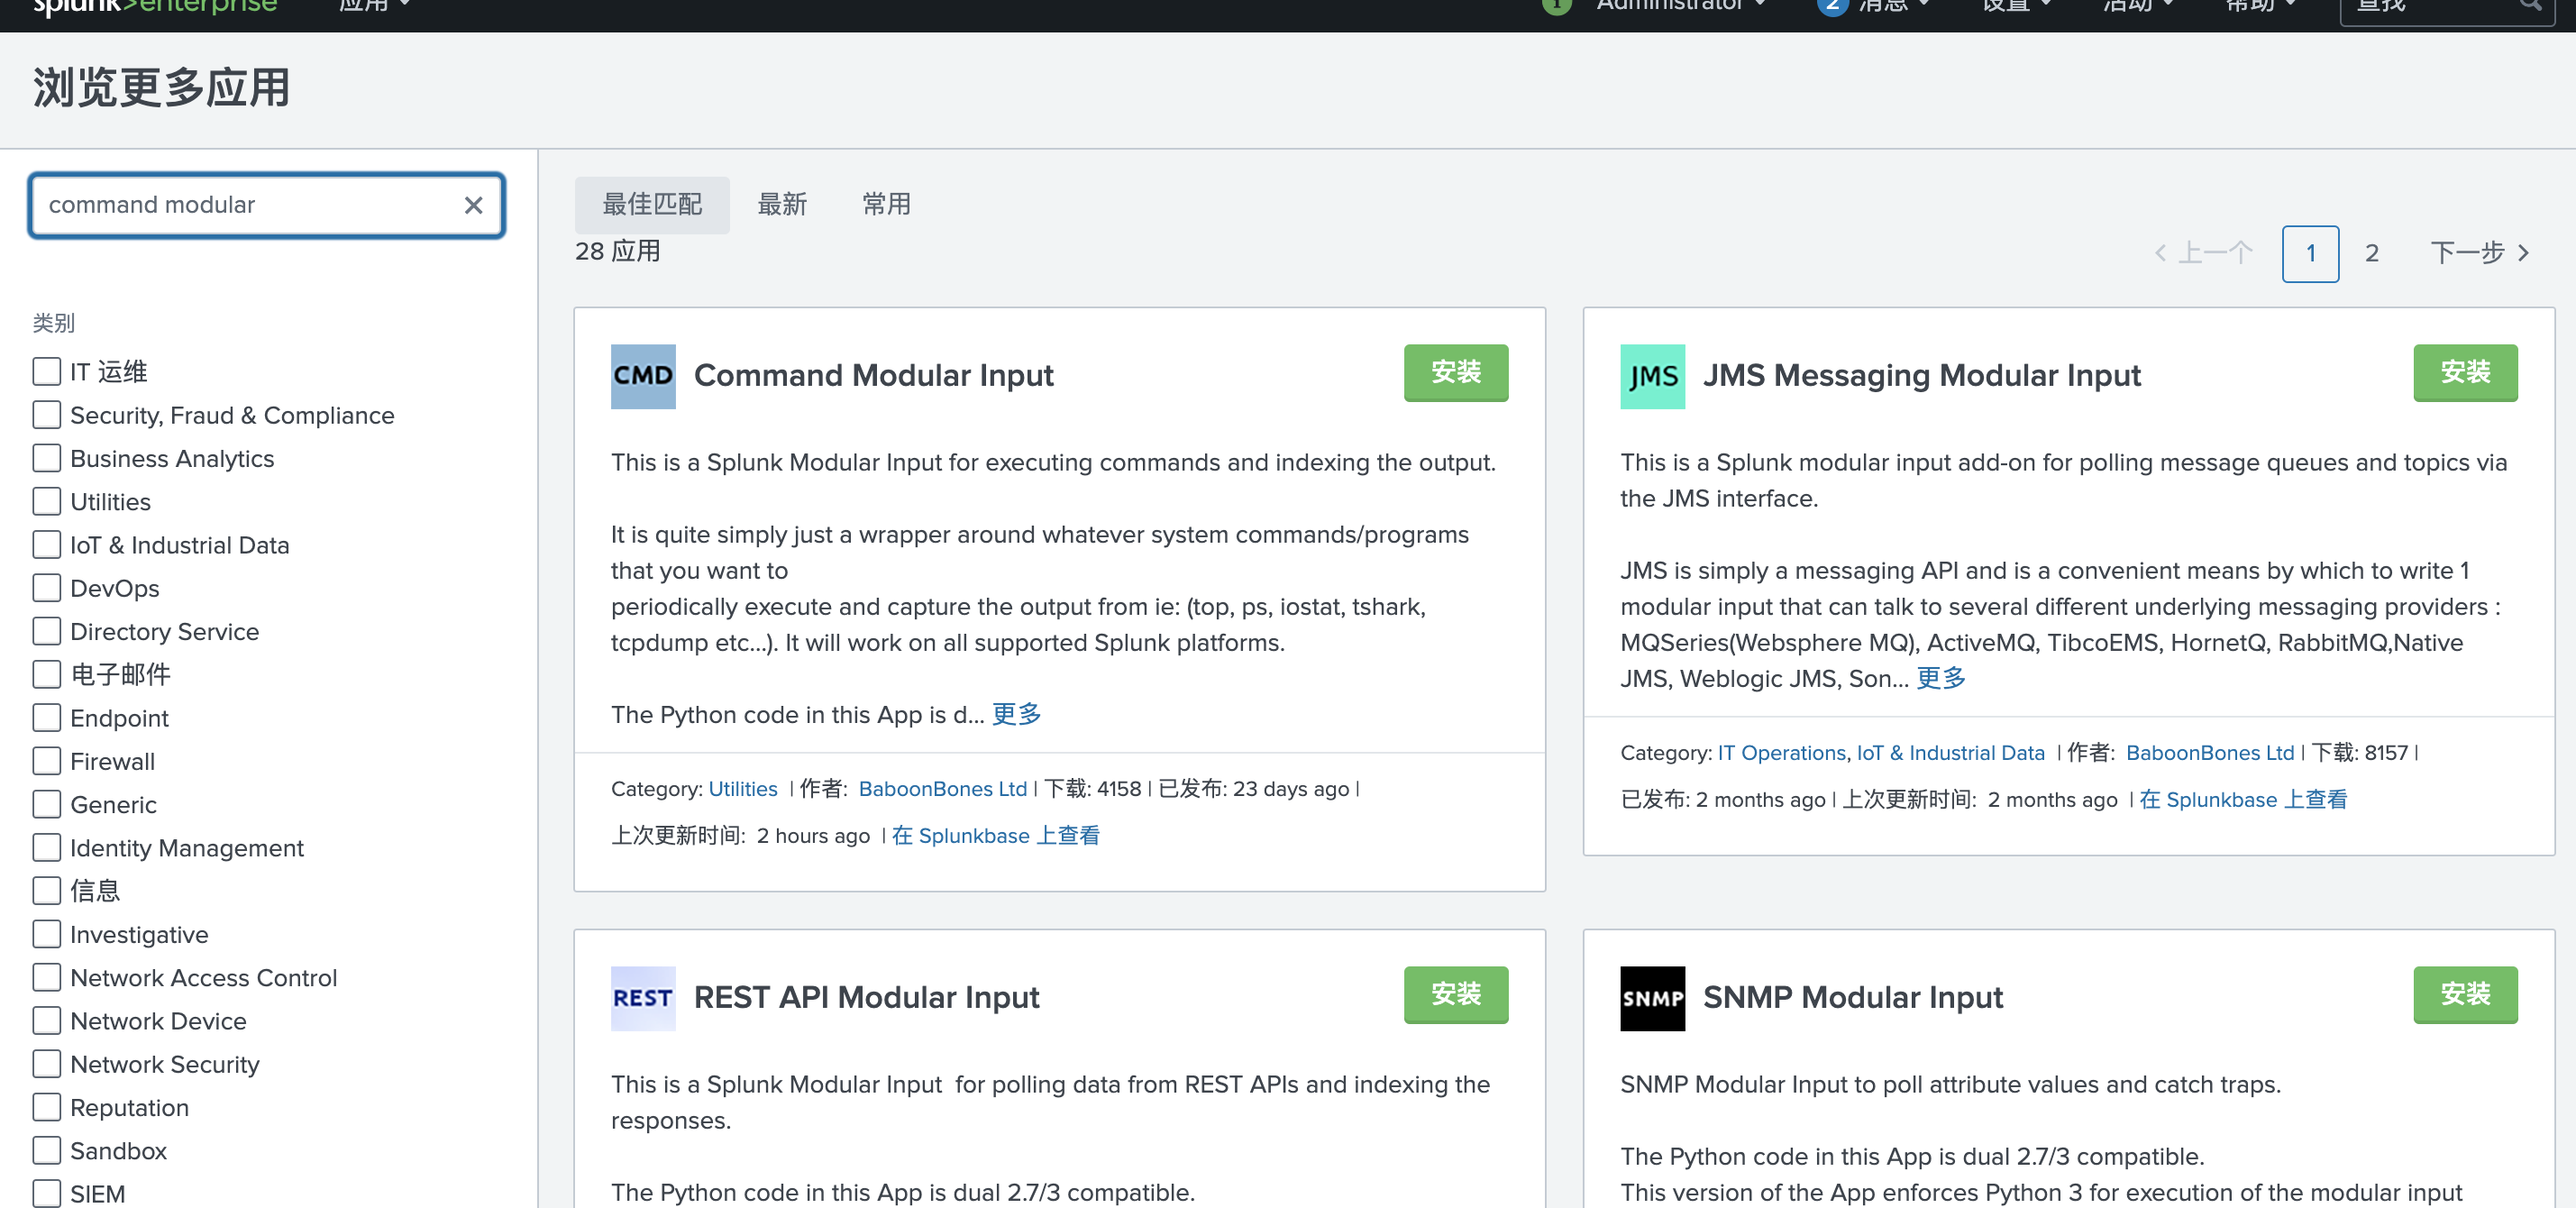 splunk>enterprise
应用
1
Administrator
2
消息
设置
活动
帮助
查找
浏览更多应用
command modular
类别
IT 运维
Security, Fraud & Compliance
Business Analytics
Utilities
IoT & Industrial Data
DevOps
Directory Service
电子邮件
Endpoint
Firewall
Generic
Identity Management
信息
Investigative
Network Access Control
Network Device
Network Security
Reputation
Sandbox
SIEM
最佳匹配
最新
常用
28 应用
上一个
1
2
下一步
CMD
Command Modular Input
安装
This is a Splunk Modular Input for executing commands and indexing the output.
It is quite simply just a wrapper around whatever system commands/programs
that you want to
periodically execute and capture the output from ie: (top, ps, iostat, tshark,
tcpdump etc...). It will work on all supported Splunk platforms.
The Python code in this App is d... 更多
Category: Utilities | 作者: BaboonBones Ltd | 下载: 4158 | 已发布: 23 days ago |
上次更新时间: 2 hours ago | 在 Splunkbase 上查看
JMS
JMS Messaging Modular Input
安装
This is a Splunk modular input add-on for polling message queues and topics via
the JMS interface.
JMS is simply a messaging API and is a convenient means by which to write 1
modular input that can talk to several different underlying messaging providers :
MQSeries(Websphere MQ), ActiveMQ, TibcoEMS, HornetQ, RabbitMQ,Native
JMS, Weblogic JMS, Son... 更多
Category: IT Operations, IoT & Industrial Data | 作者: BaboonBones Ltd | 下载: 8157 |
已发布: 2 months ago | 上次更新时间: 2 months ago | 在 Splunkbase 上查看
REST
REST API Modular Input
安装
This is a Splunk Modular Input for polling data from REST APIs and indexing the
responses.
The Python code in this App is dual 2.7/3 compatible.
SNMP
SNMP Modular Input
安装
SNMP Modular Input to poll attribute values and catch traps.
The Python code in this App is dual 2.7/3 compatible.
This version of the App enforces Python 3 for execution of the modular input